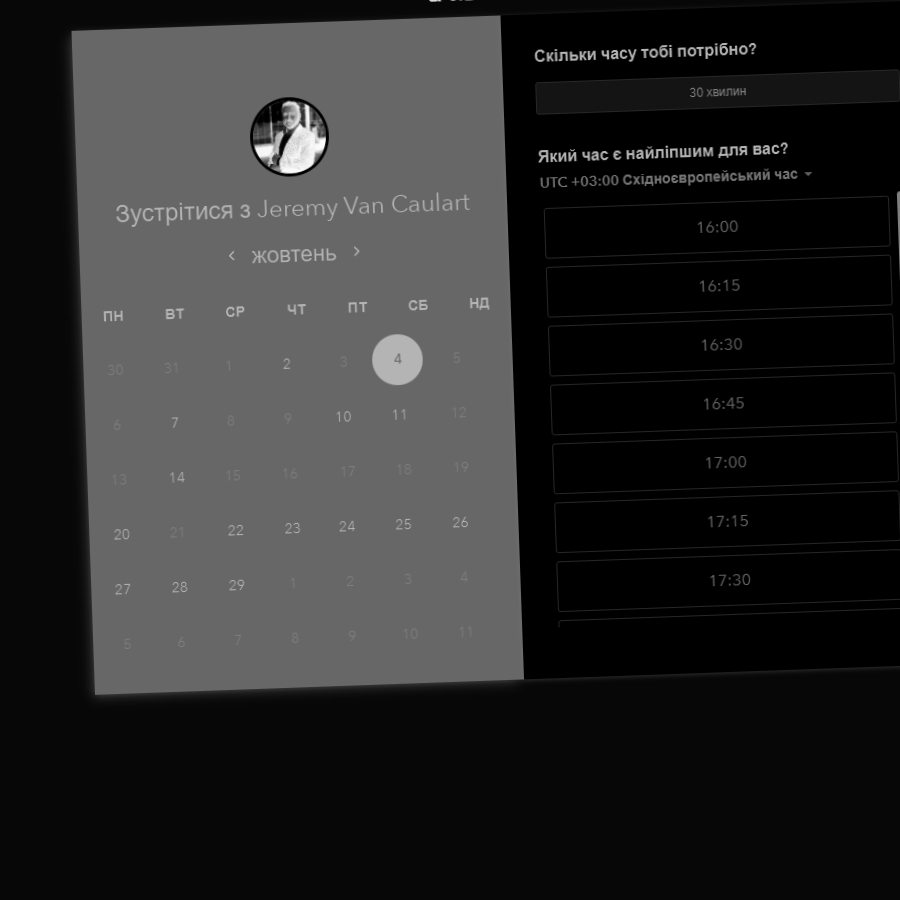 Зустрітися з Jeremy Van Caulart
‹ жовтень ›
ПН ВТ СР ЧТ ПТ СБ НД
30 31 1 2 3 4 5
6 7 8 9 10 11 12
13 14 15 16 17 18 19
20 21 22 23 24 25 26
27 28 29 1 2 3 4
5 6 7 8 9 10 11
Скільки часу тобі потрібно?
30 хвилин
Який час є найліпшим для вас?
UTC +03:00 Східноєвропейський час
16:00
16:15
16:30
16:45
17:00
17:15
17:30